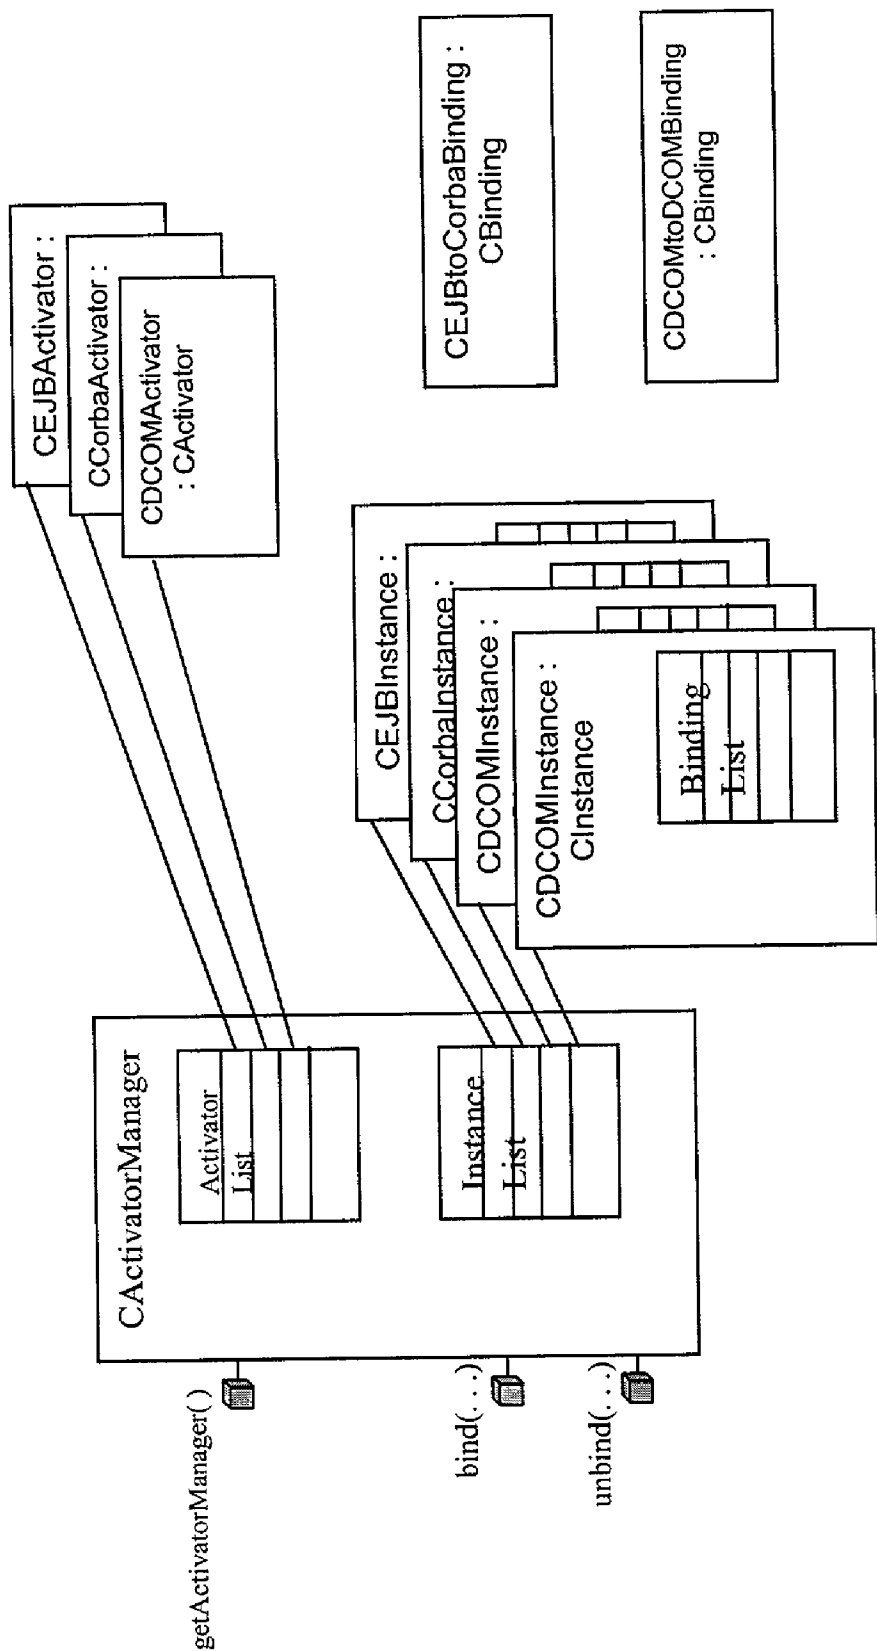 getActivatorManager( )
bind(. . .)
unbind(. . .)
CActivatorManager
Activator
List
Instance
List
CEJBActivator :
CCorbaActivator :
CDCOMActivator
: CActivator
CEJBInstance :
CCorbaInstance :
CDCOMInstance :
CDCOMInstance :
CInstance
Binding
List
CEJBtoCorbaBinding :
CBinding
CDCOMtoDCOMBinding
: CBinding